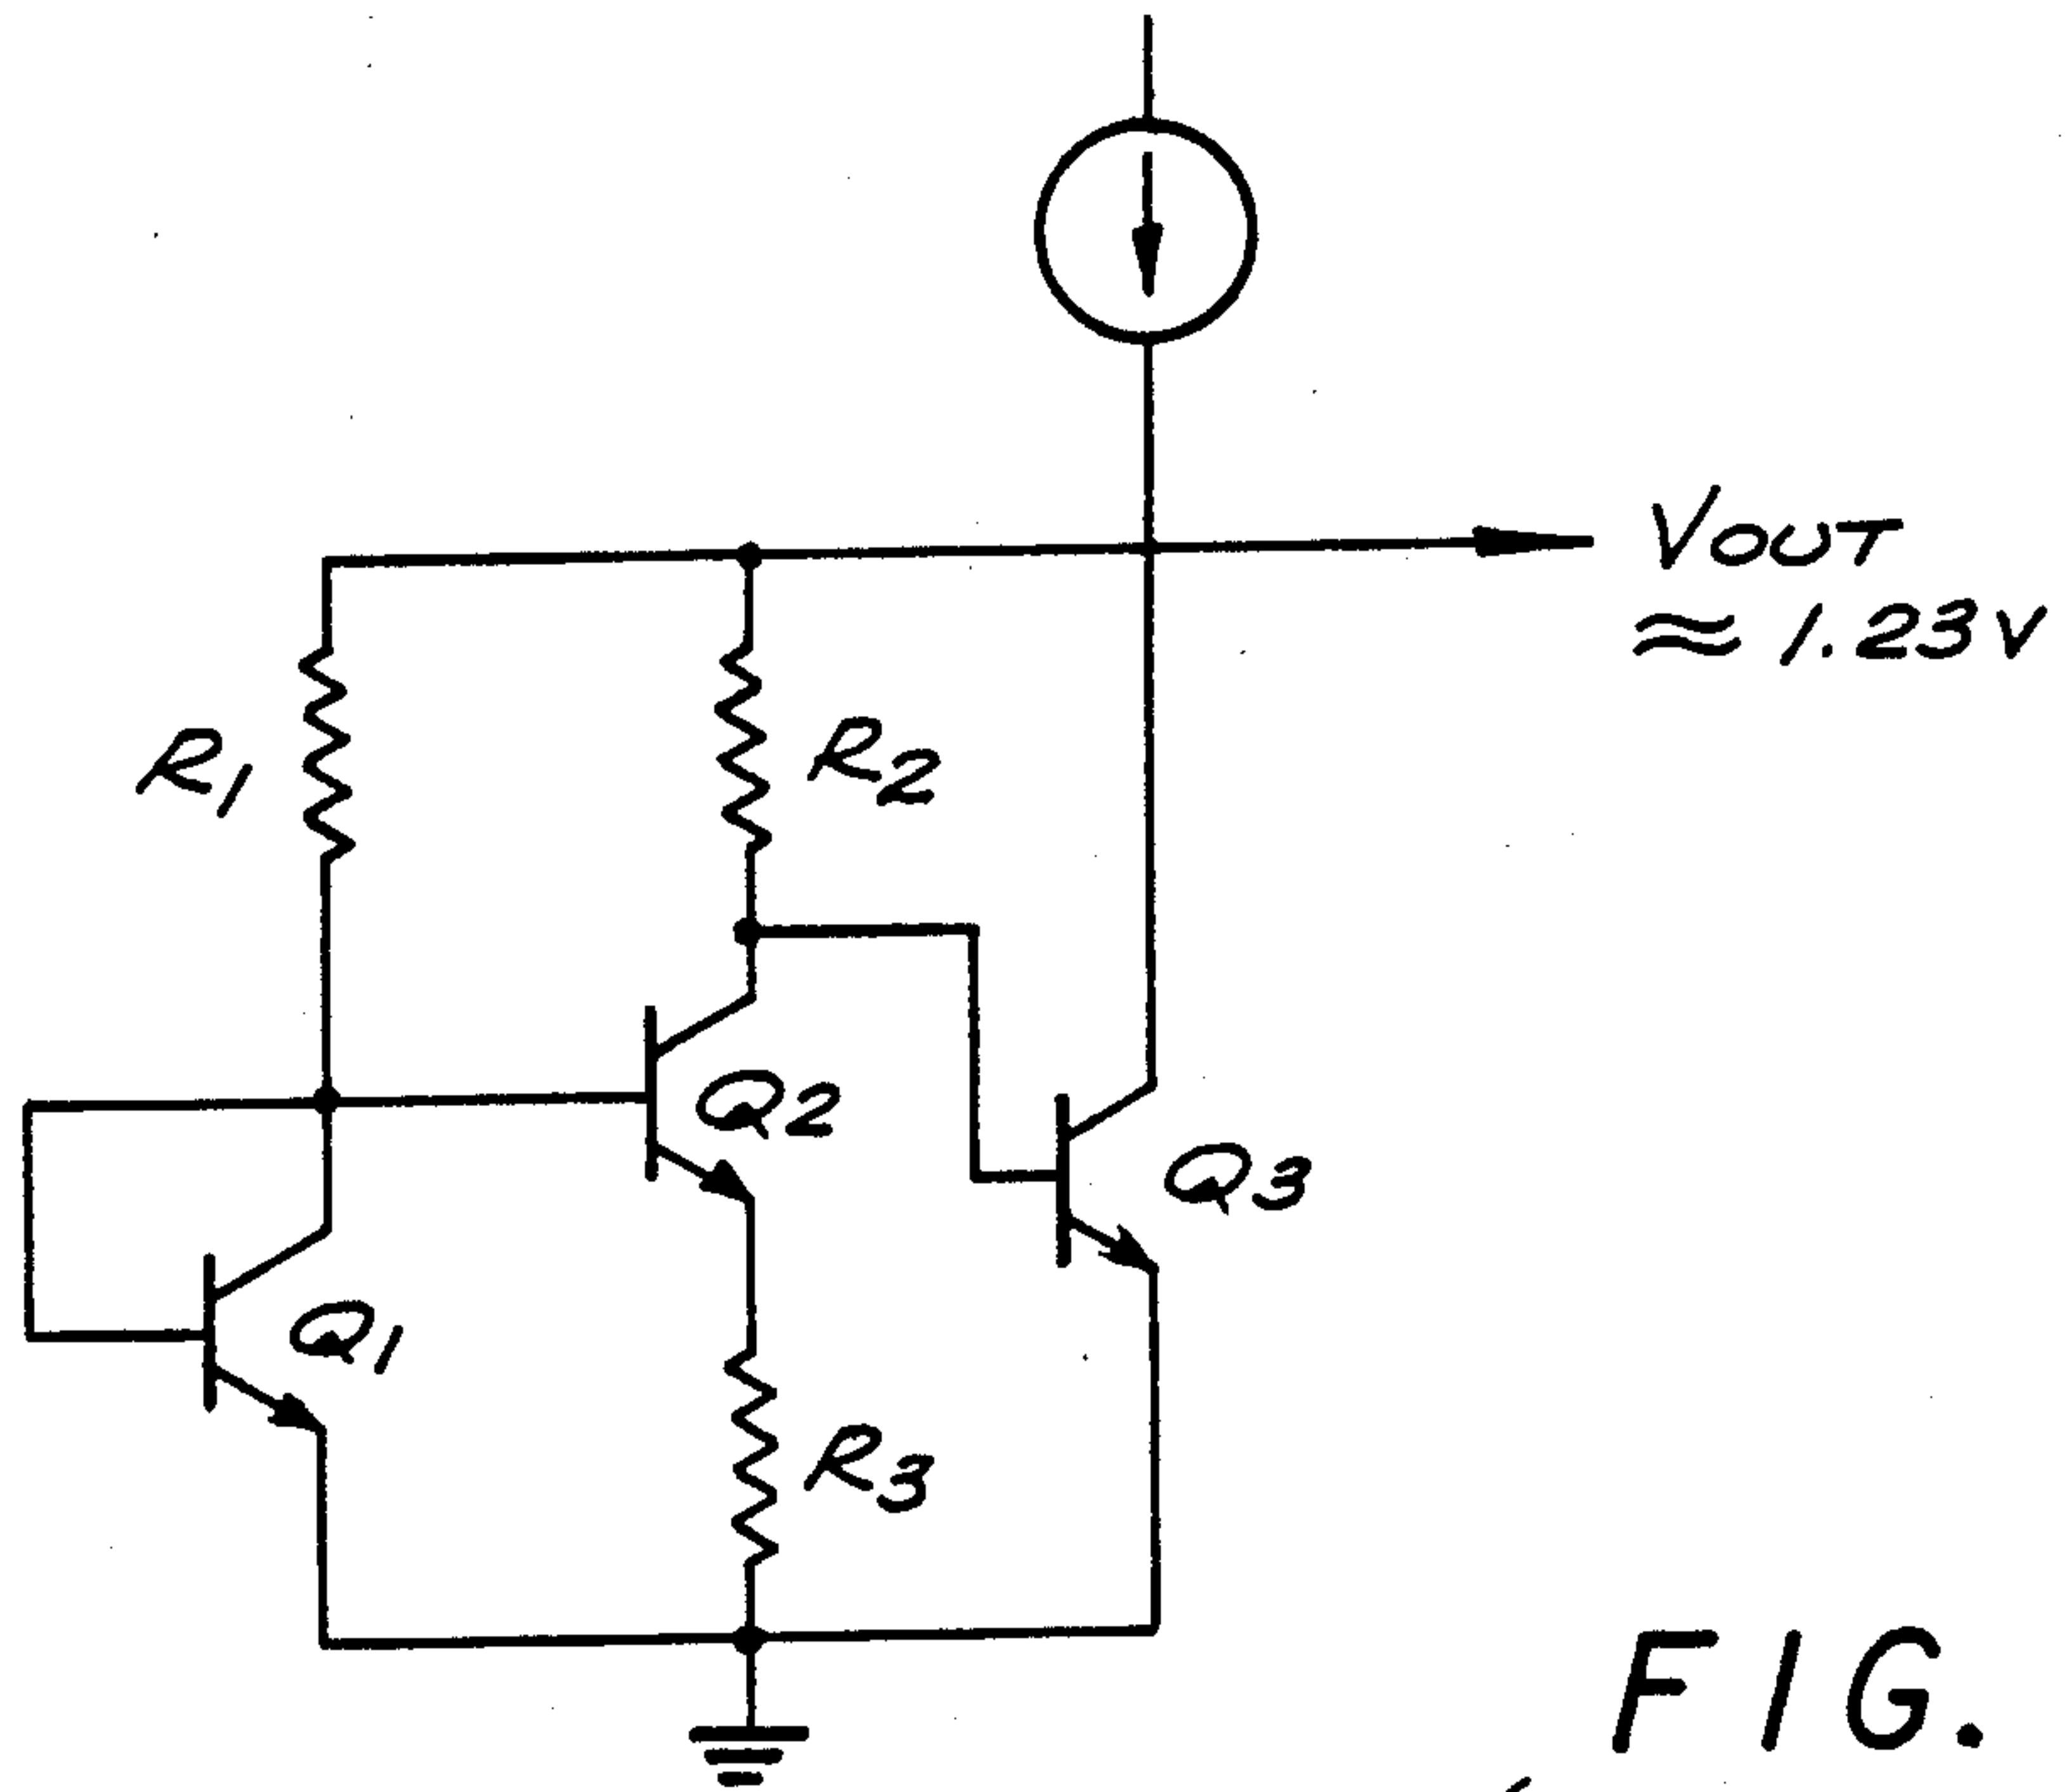 VOUT
≈ 1.23V
R1
R2
Q2
Q3
Q1
R3
FIG.